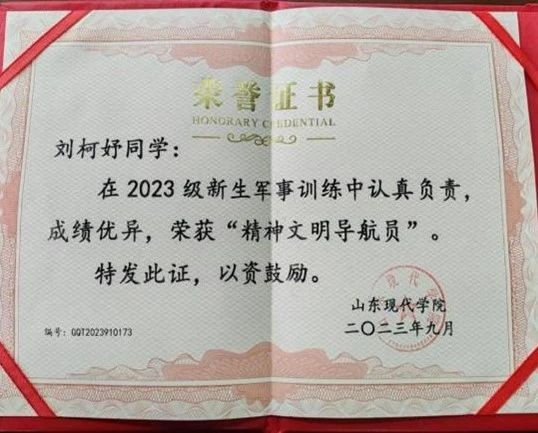 荣誉证书
HONORARY CREDENTIAL
刘柯妤同学：
在2023级新生军事训练中认真负责，
成绩优异，荣获“精神文明导航员”。
特发此证，以资鼓励。
山东现代学院
二〇二三年九月
编号：GQT2023910173